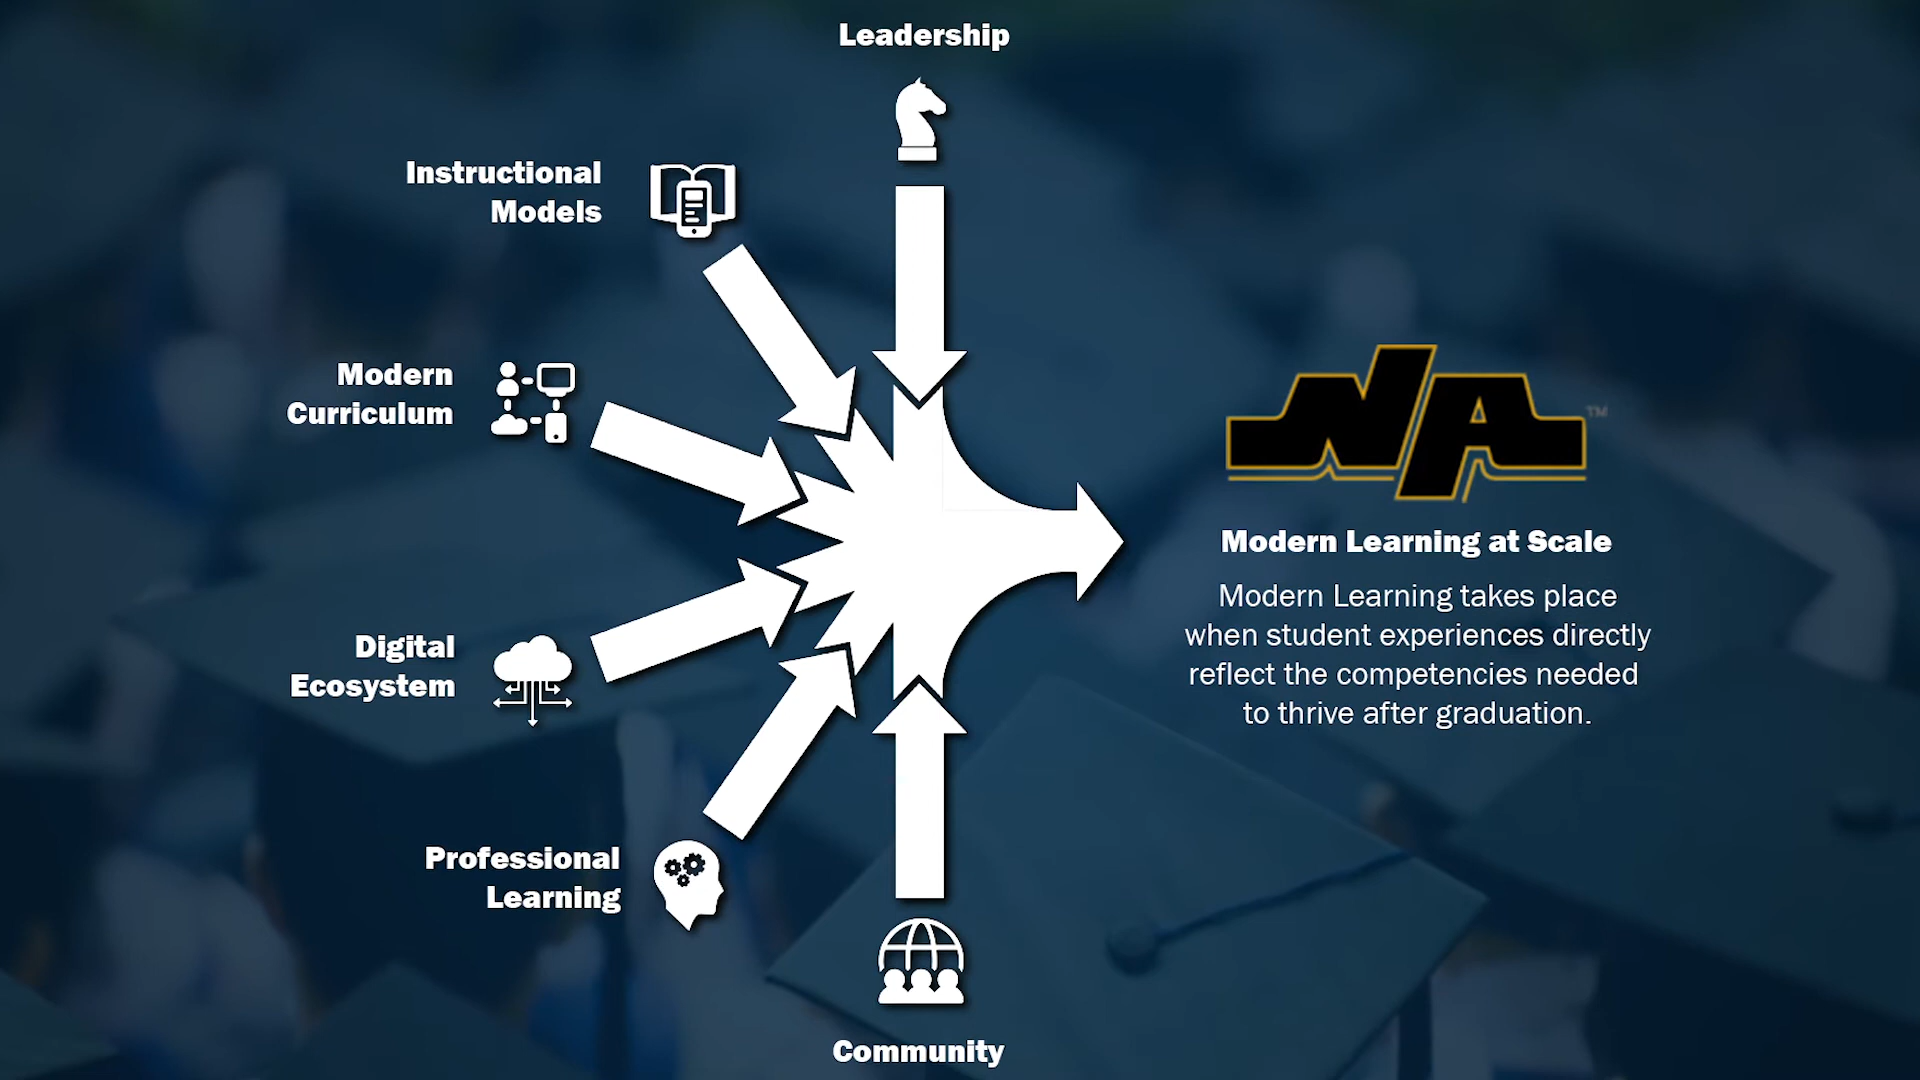 Leadership
Instructional
Models
Modern
Curriculum
Digital
Ecosystem
Professional
Learning
Community
NA
TM
Modern Learning at Scale
Modern Learning takes place
when student experiences directly
reflect the competencies needed
to thrive after graduation.